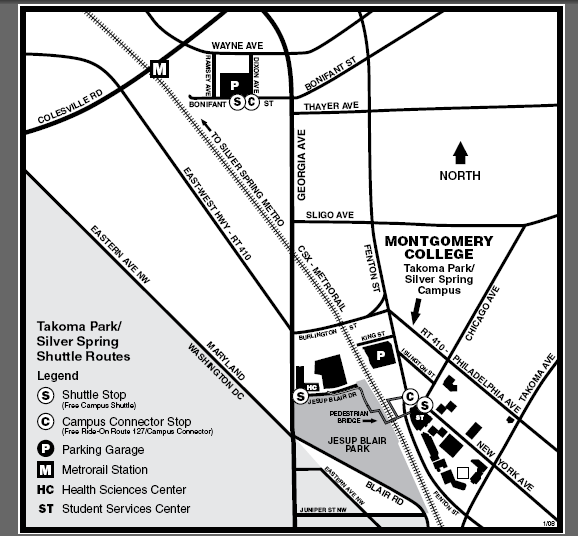 WAYNE AVE
RAMSEY AVE
DIXON AVE
BONIFANT ST
P
M
COLESVILLE RD
BONIFANT
S
C
ST
THAYER AVE
TO SILVER SPRING METRO
GEORGIA AVE
NORTH
EAST-WEST HWY - RT 410
SLIGO AVE
EASTERN AVE NW
CSX - METRORAIL
FENTON ST
MONTGOMERY
COLLEGE
Takoma Park/
Silver Spring
Campus
CHICAGO AVE
MARYLAND
WASHINGTON DC
BURLINGTON ST
KING ST
P
RT 410 - PHILADELPHIA AVE
TAKOMA AVE
HC
S
JESUP BLAIR DR
C
S
ST
PEDESTRIAN
BRIDGE
JESUP BLAIR
PARK
NEW YORK AVE
EASTERN AVE NW
BLAIR RD
FENTON ST
JUNIPER ST NW
1/08
Takoma Park/
Silver Spring
Shuttle Routes
Legend
S Shuttle Stop
(Free Campus Shuttle)
C Campus Connector Stop
(Free Ride-On Route 127/Campus Connector)
P Parking Garage
M Metrorail Station
HC Health Sciences Center
ST Student Services Center